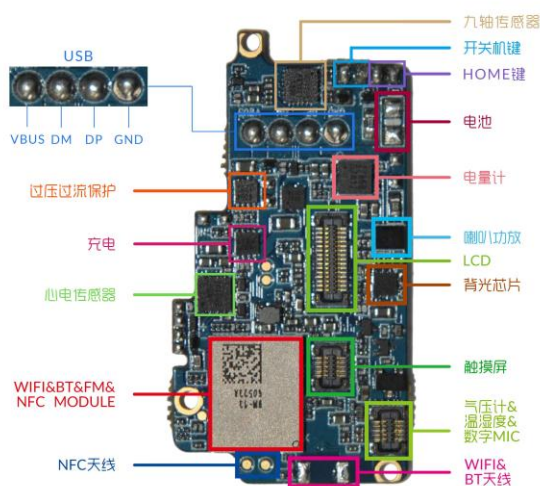 九轴传感器
开关机键
HOME键
USB
VBUS DM DP GND
电池
过压过流保护
电量计
充电
喇叭功放
LCD
心电传感器
背光芯片
WIFI&BT&FM&
NFC MODULE
触摸屏
气压计&
温湿度&
数字MIC
NFC天线
WIFI&
BT天线